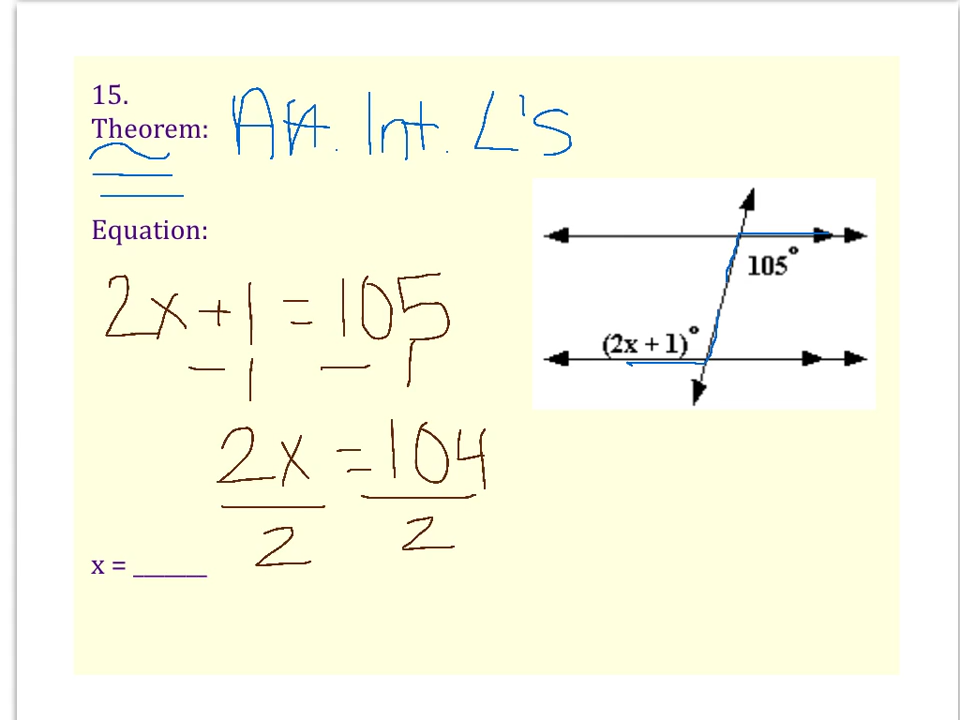 15.
Theorem: Alt. Int. ∠'s
≅
Equation:
105°
2x + 1 = 105
(2x + 1)°
- 1 - 1
2x = 104
2 2
x = ______